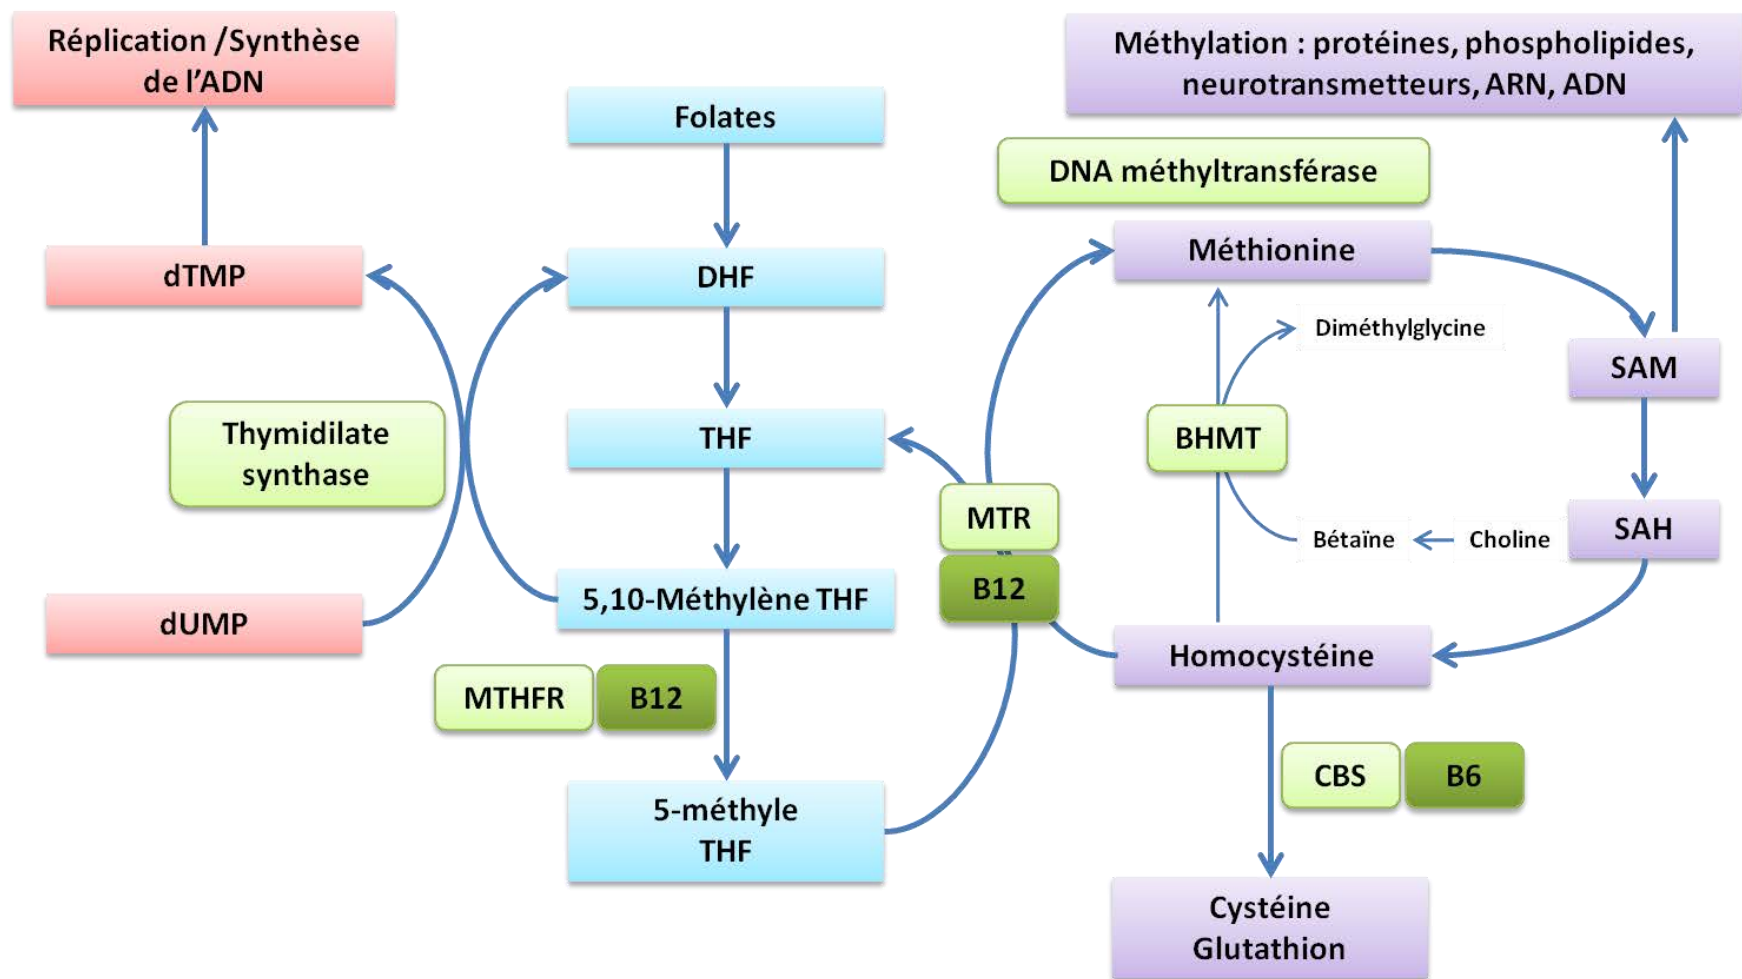 Réplication /Synthèse
de l'ADN
Folates
Méthylation : protéines, phospholipides,
neurotransmetteurs, ARN, ADN
DNA méthyltransférase
dTMP
DHF
Méthionine
Diméthylglycine
SAM
Thymidilate
synthase
THF
BHMT
MTR
SAH
Bétaïne
Choline
B12
dUMP
5,10-Méthylène THF
Homocystéine
MTHFR
B12
CBS
B6
5-méthyle
THF
Cystéine
Glutathion